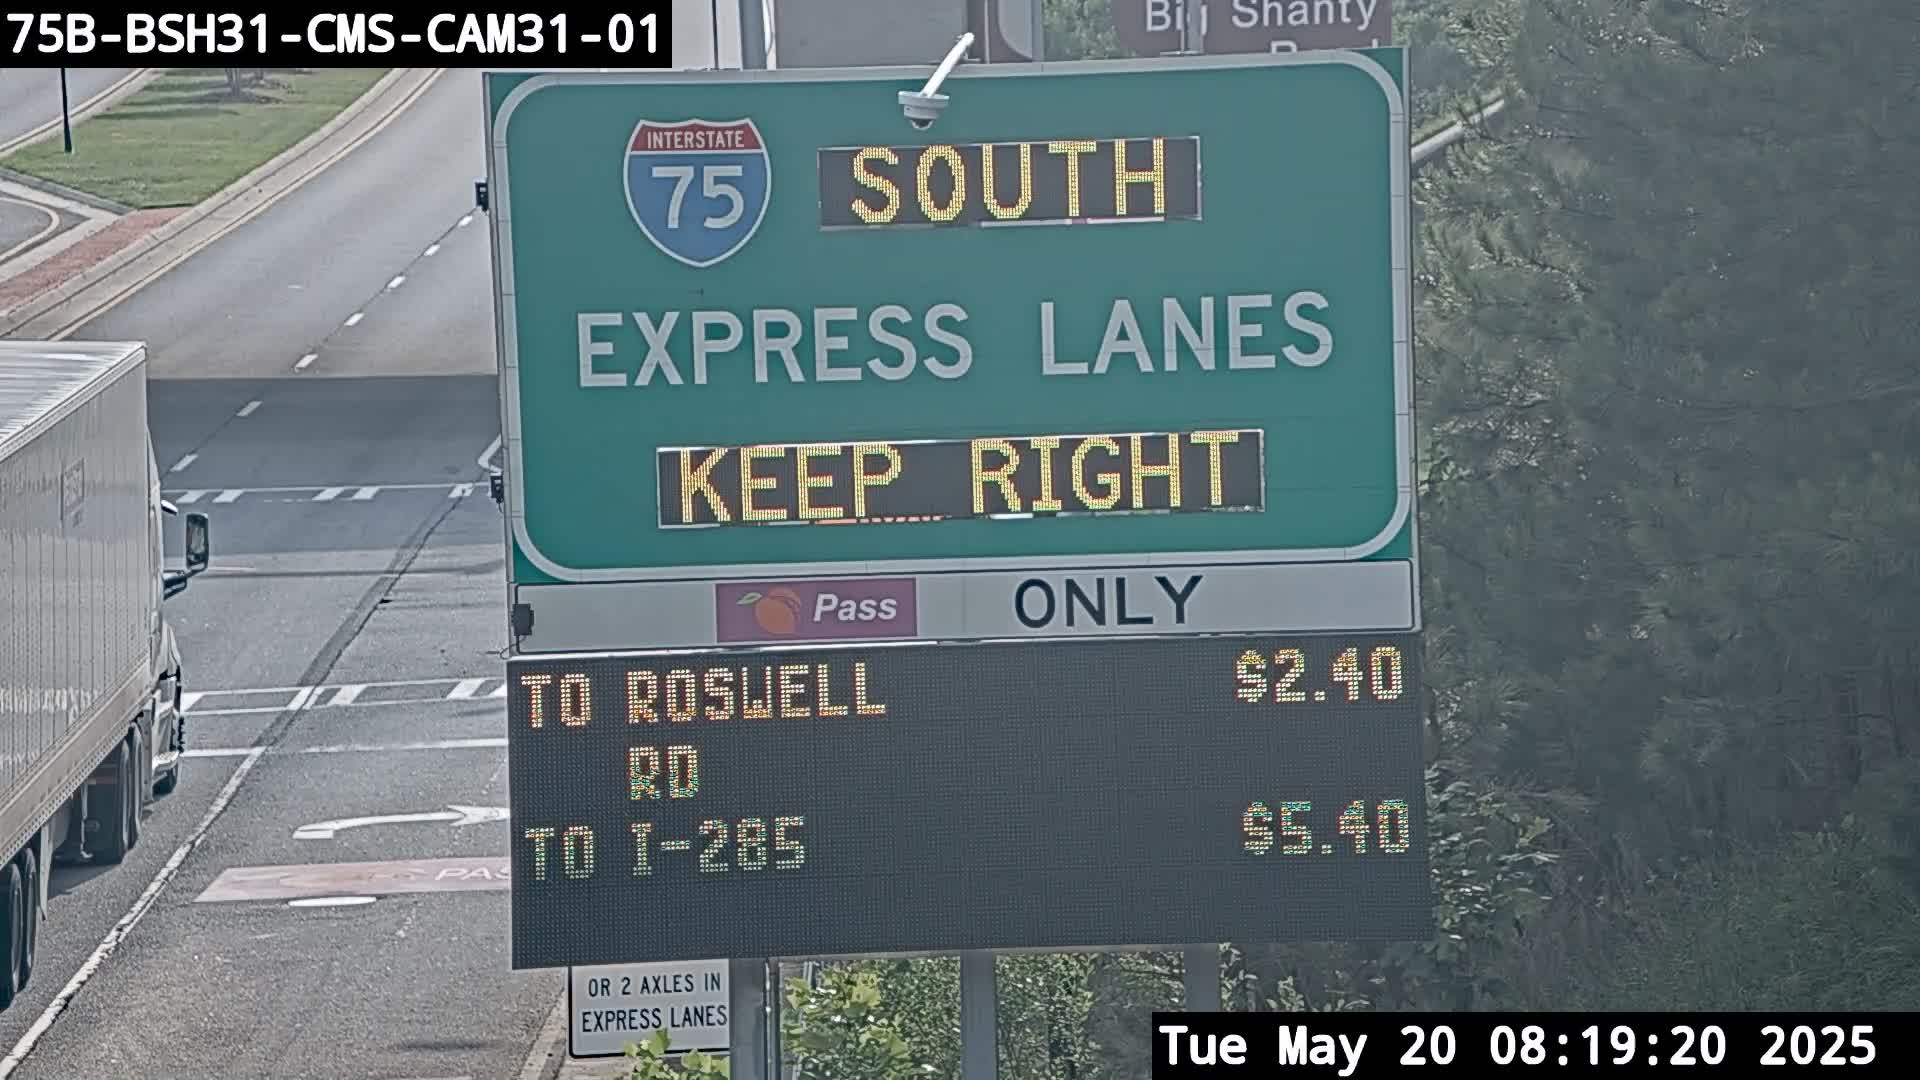 75B-BSH31-CMS-CAM31-01
Big Shanty
INTERSTATE
75
SOUTH
EXPRESS LANES
KEEP RIGHT
Pass ONLY
TO ROSWELL $2.40
RD
TO I-285 $5.40
PAS
OR 2 AXLES IN
EXPRESS LANES
Tue May 20 08:19:20 2025